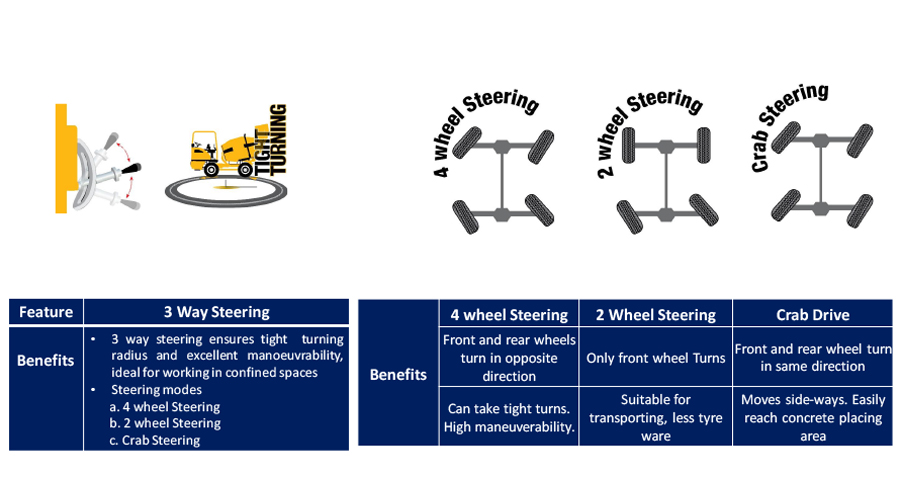 TIGHT
TURNING
4 wheel Steering
2 wheel Steering
Crab Steering
Feature
3 Way Steering
Benefits
• 3 way steering ensures tight turning
radius and excellent manoeuvrability,
ideal for working in confined spaces
• Steering modes
a. 4 wheel Steering
b. 2 wheel Steering
c. Crab Steering
Benefits
4 wheel Steering
2 Wheel Steering
Crab Drive
Front and rear wheels
turn in opposite
direction
Only front wheel Turns
Front and rear wheel turn
in same direction
Can take tight turns.
High maneuverability.
Suitable for
transporting, less tyre
ware
Moves side-ways. Easily
reach concrete placing
area